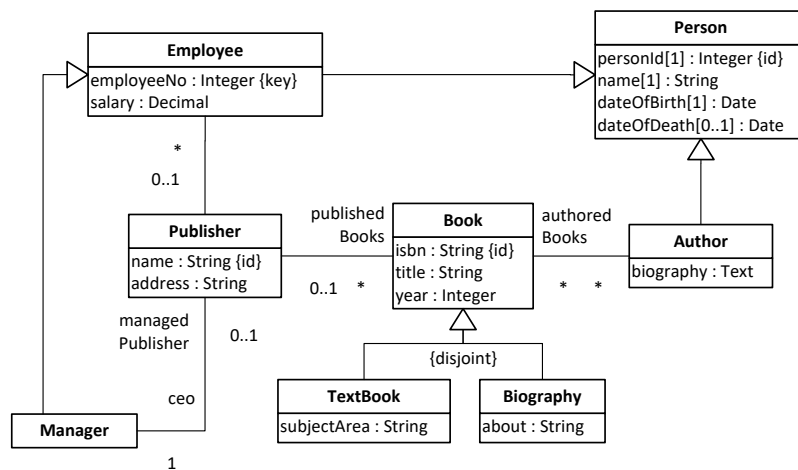 Person
personId[1] : Integer {id}
name[1] : String
dateOfBirth[1] : Date
dateOfDeath[0..1] : Date
Employee
employeeNo : Integer {key}
salary : Decimal
*
0..1
Publisher
name : String {id}
address : String
published
Books
0..1
*
Book
isbn : String {id}
title : String
year : Integer
authored
Books
*
*
Author
biography : Text
managed
Publisher
0..1
{disjoint}
TextBook
subjectArea : String
Biography
about : String
ceo
Manager
1